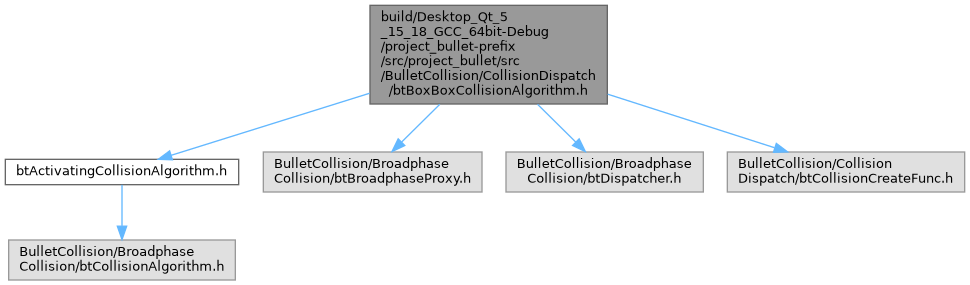 build/Desktop_Qt_5
_15_18_GCC_64bit-Debug
/project_bullet-prefix
/src/project_bullet/src
/BulletCollision/CollisionDispatch
/btBoxBoxCollisionAlgorithm.h
btActivatingCollisionAlgorithm.h
BulletCollision/Broadphase
Collision/btBroadphaseProxy.h
BulletCollision/Broadphase
Collision/btDispatcher.h
BulletCollision/Collision
Dispatch/btCollisionCreateFunc.h
BulletCollision/Broadphase
Collision/btCollisionAlgorithm.h